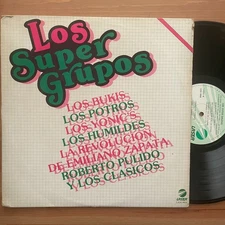 Los
Super
Grupos
LOS BUKIS
LOS POTROS
LOS YONIC'S
LOS HUMILDES
LA REVOLUCION
DE EMILIANO ZAPATA
ROBERTO PULIDO
Y LOS CLASICOS